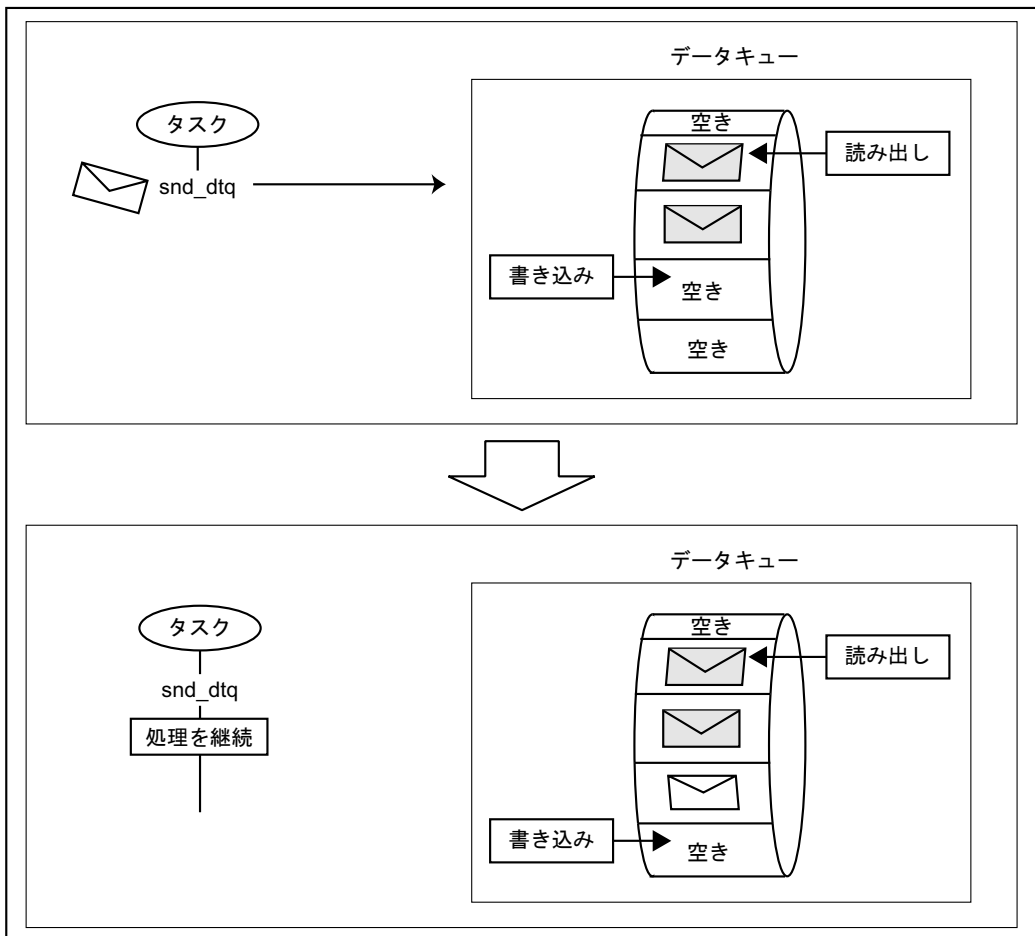 データキュー
空き
タスク
読み出し
snd_dtq
書き込み
空き
空き
データキュー
空き
タスク
読み出し
snd_dtq
処理を継続
書き込み
空き